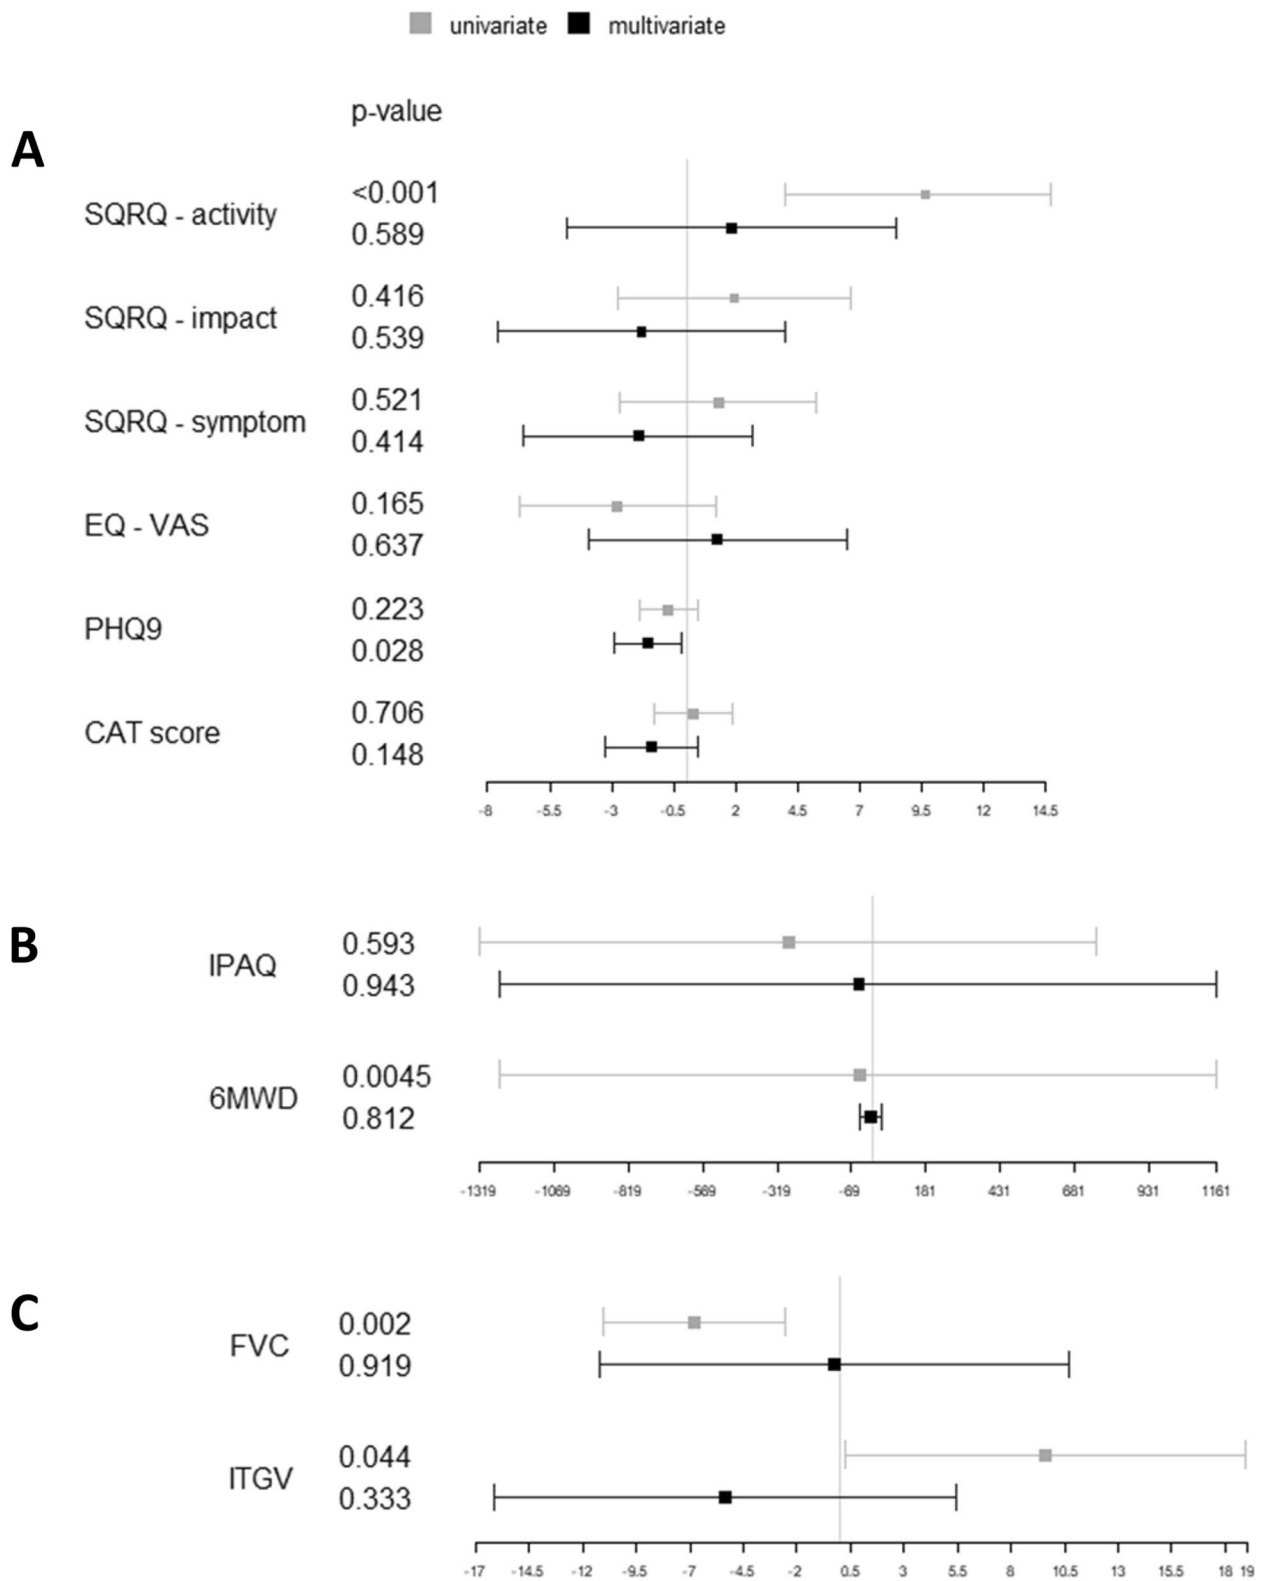 univariate multivariate
p-value
A
SQRQ - activity
<0.001
0.589
SQRQ - impact
0.416
0.539
SQRQ - symptom
0.521
0.414
EQ - VAS
0.165
0.637
PHQ9
0.223
0.028
CAT score
0.706
0.148
-8 -5.5 -3 -0.5 2 4.5 7 9.5 12 14.5
B
IPAQ
0.593
0.943
6MWD
0.0045
0.812
-1319 -1069 -819 -569 -319 -69 181 431 681 931 1161
C
FVC
0.002
0.919
ITGV
0.044
0.333
-17 -14.5 -12 -9.5 -7 -4.5 -2 0.5 3 5.5 8 10.5 13 15.5 18 19